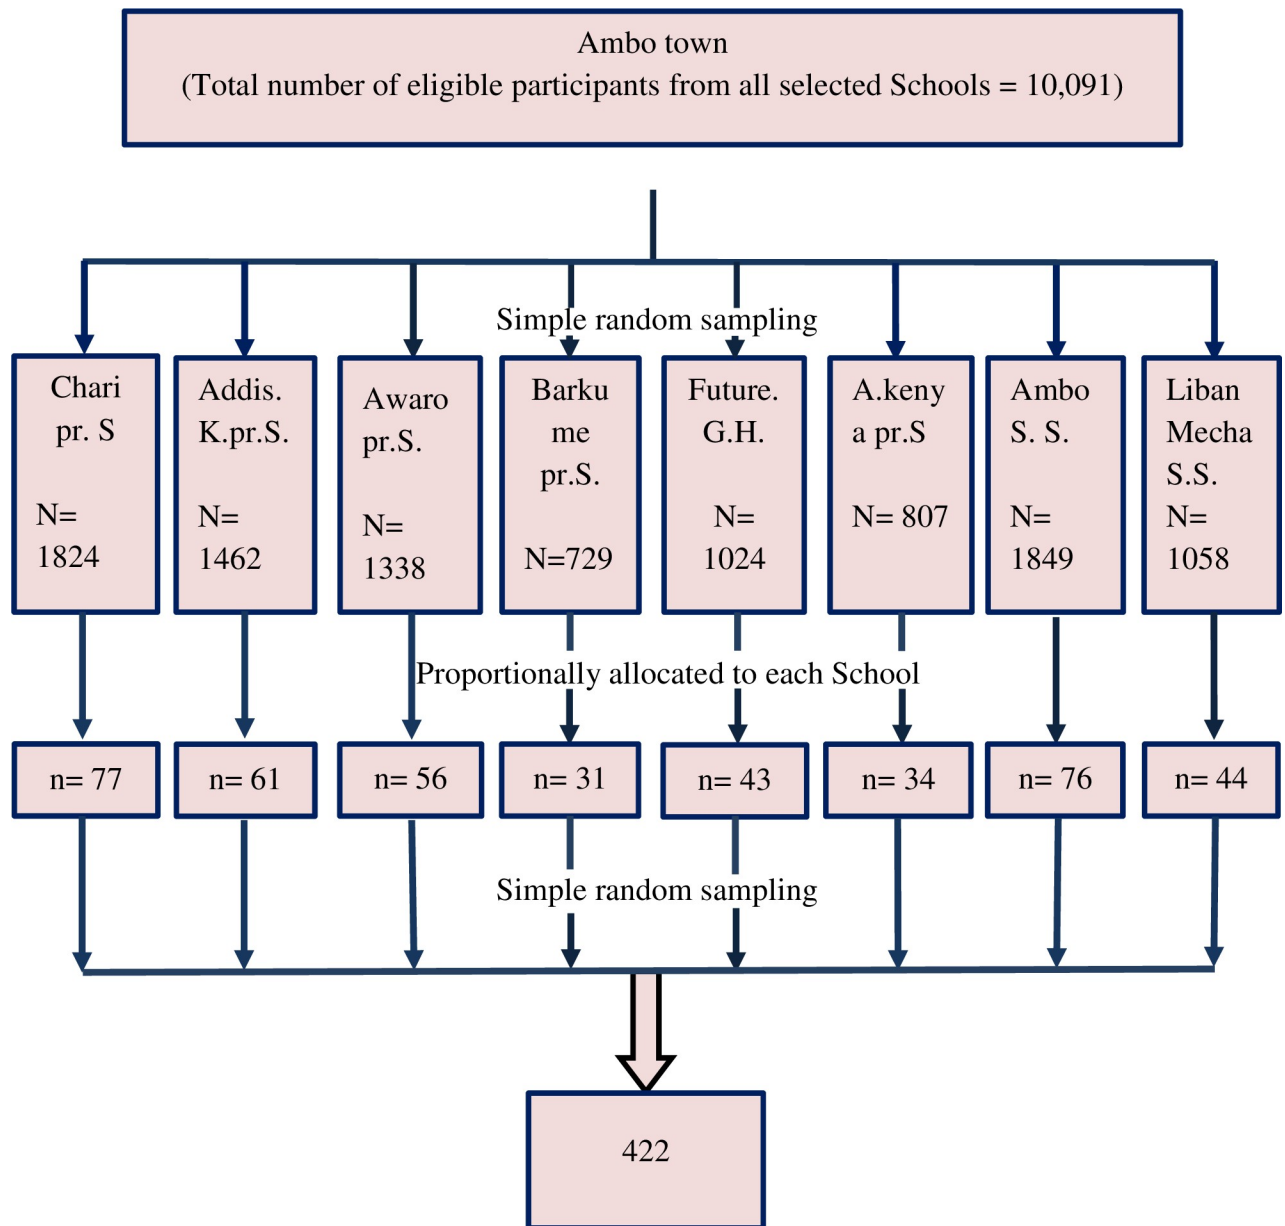 Ambo town
(Total number of eligible participants from all selected Schools = 10,091)
Simple random sampling
Chari
pr. S
N=
1824
Addis.
K.pr.S.
N=
1462
Awaro
pr.S.
N=
1338
Barku
me
pr.S.
N=729
Future.
G.H.
N=
1024
A.keny
a pr.S
N= 807
Ambo
S. S.
N=
1849
Liban
Mecha
S.S.
N=
1058
Proportionally allocated to each School
n= 77
n= 61
n= 56
n= 31
n= 43
n= 34
n= 76
n= 44
Simple random sampling
422